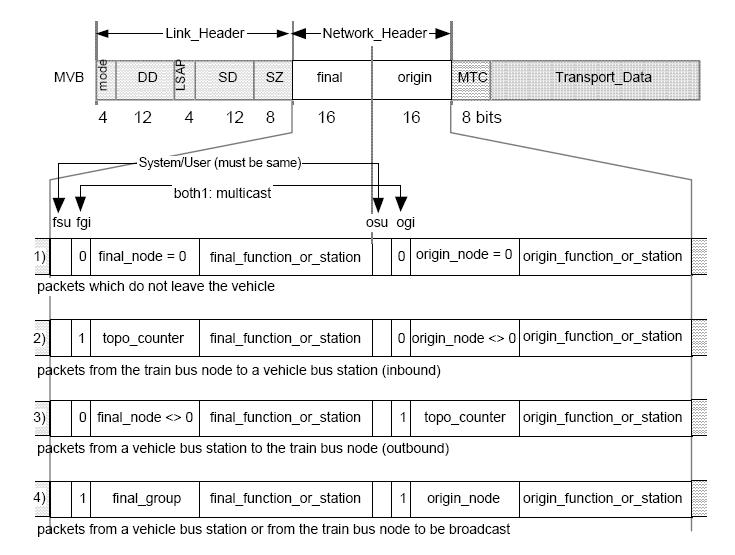 Link_Header Network_Header
MVB mode DD LSAP SD SZ final origin MTC Transport_Data
4 12 4 12 8 16 16 8 bits
System/User (must be same)
both1: multicast
fsu fgi osu ogi
1) 0 final_node = 0 final_function_or_station 0 origin_node = 0 origin_function_or_station
packets which do not leave the vehicle
2) 1 topo_counter final_function_or_station 0 origin_node <> 0 origin_function_or_station
packets from the train bus node to a vehicle bus station (inbound)
3) 0 final_node <> 0 final_function_or_station 1 topo_counter origin_function_or_station
packets from a vehicle bus station to the train bus node (outbound)
4) 1 final_group final_function_or_station 1 origin_node origin_function_or_station
packets from a vehicle bus station or from the train bus node to be broadcast